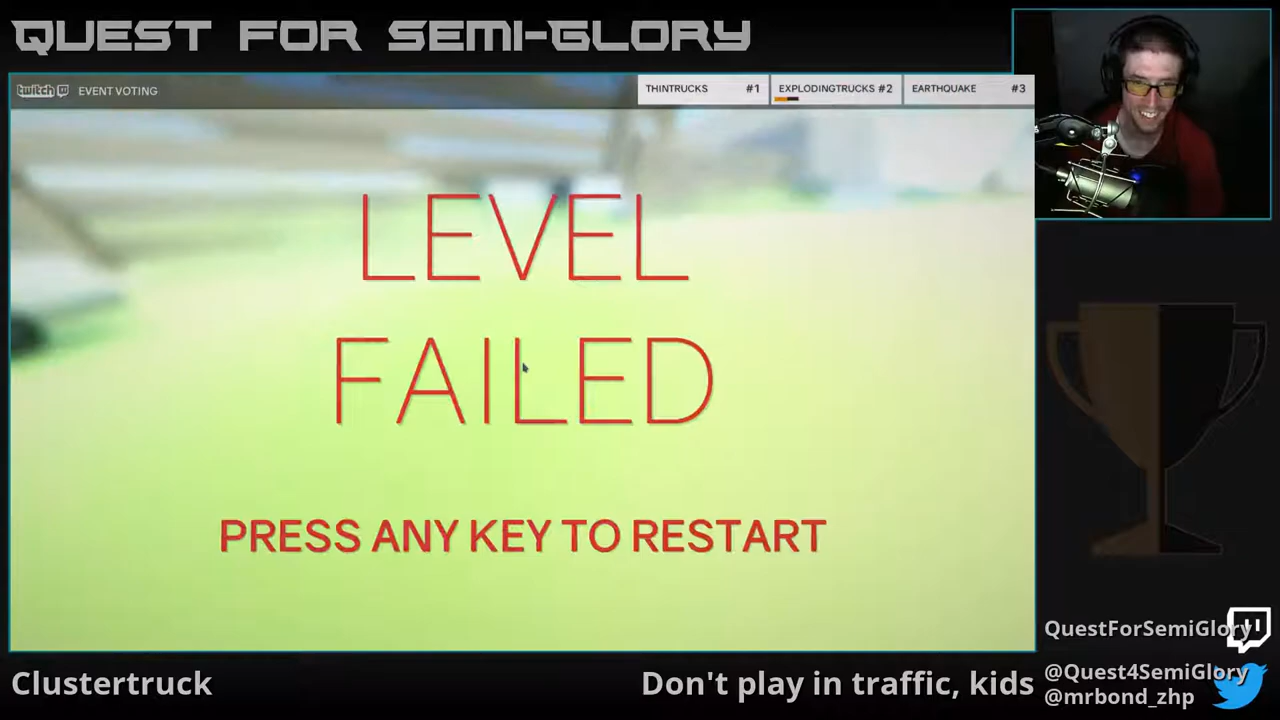 QUEST FOR SEMI-GLORY
twitch EVENT VOTING
THINTRUCKS #1
EXPLODINGTRUCKS #2
EARTHQUAKE #3
LEVEL
FAILED
PRESS ANY KEY TO RESTART
QuestForSemiGlory
@Quest4SemiGlory
@mrbond_zhp
Clustertruck
Don't play in traffic, kids